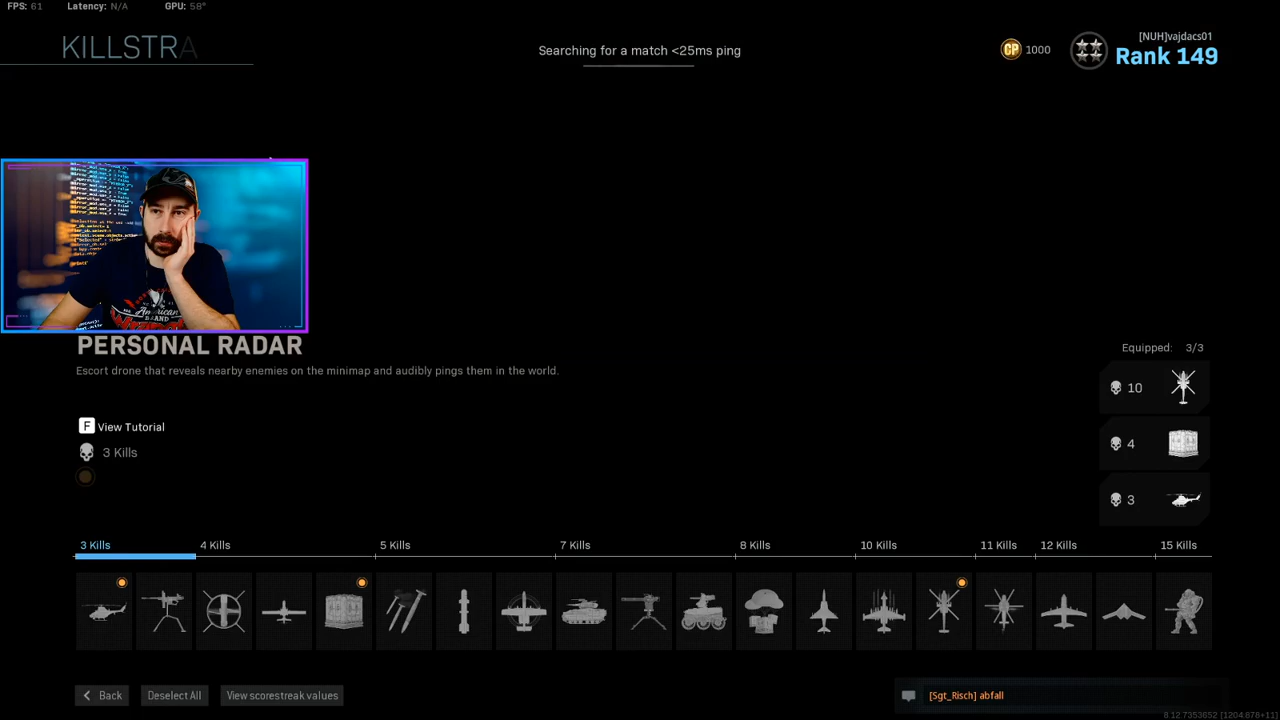 FPS: 61 Latency: N/A GPU: 58°
KILLSTRA
Searching for a match <25ms ping
CP 1000
[NUH]vajdacs01
Rank 149
American
PERSONAL RADAR
Escort drone that reveals nearby enemies on the minimap and audibly pings them in the world.
F View Tutorial
3 Kills
Equipped: 3/3
10
4
3
3 Kills 4 Kills 5 Kills 7 Kills 8 Kills 10 Kills 11 Kills 12 Kills 15 Kills
Back Deselect All View scorestreak values
[Sgt_Risch] abfall